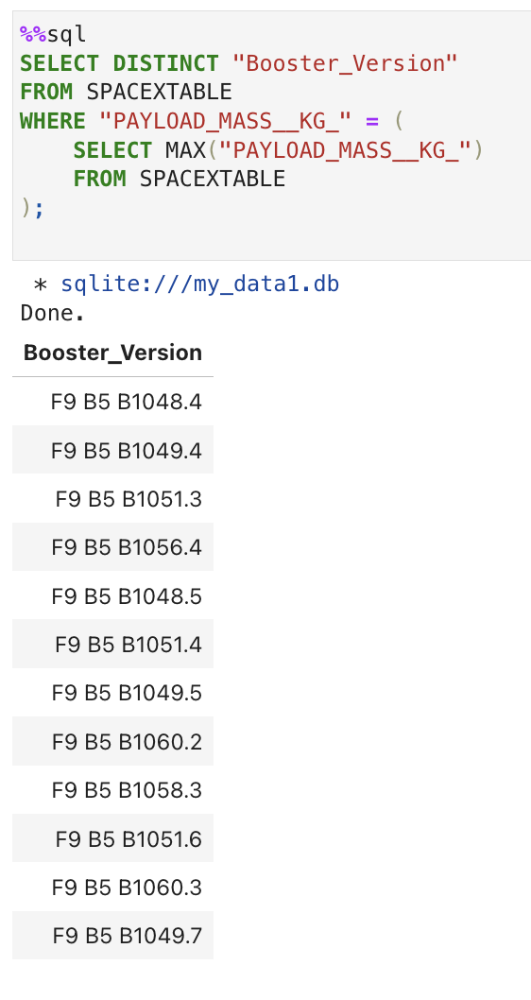 %%sql
SELECT DISTINCT "Booster_Version"
FROM SPACEXTABLE
WHERE "PAYLOAD_MASS__KG_" = (
    SELECT MAX("PAYLOAD_MASS__KG_")
    FROM SPACEXTABLE
);
 * sqlite:///my_data1.db
Done.
Booster_Version
F9 B5 B1048.4
F9 B5 B1049.4
F9 B5 B1051.3
F9 B5 B1056.4
F9 B5 B1048.5
F9 B5 B1051.4
F9 B5 B1049.5
F9 B5 B1060.2
F9 B5 B1058.3
F9 B5 B1051.6
F9 B5 B1060.3
F9 B5 B1049.7